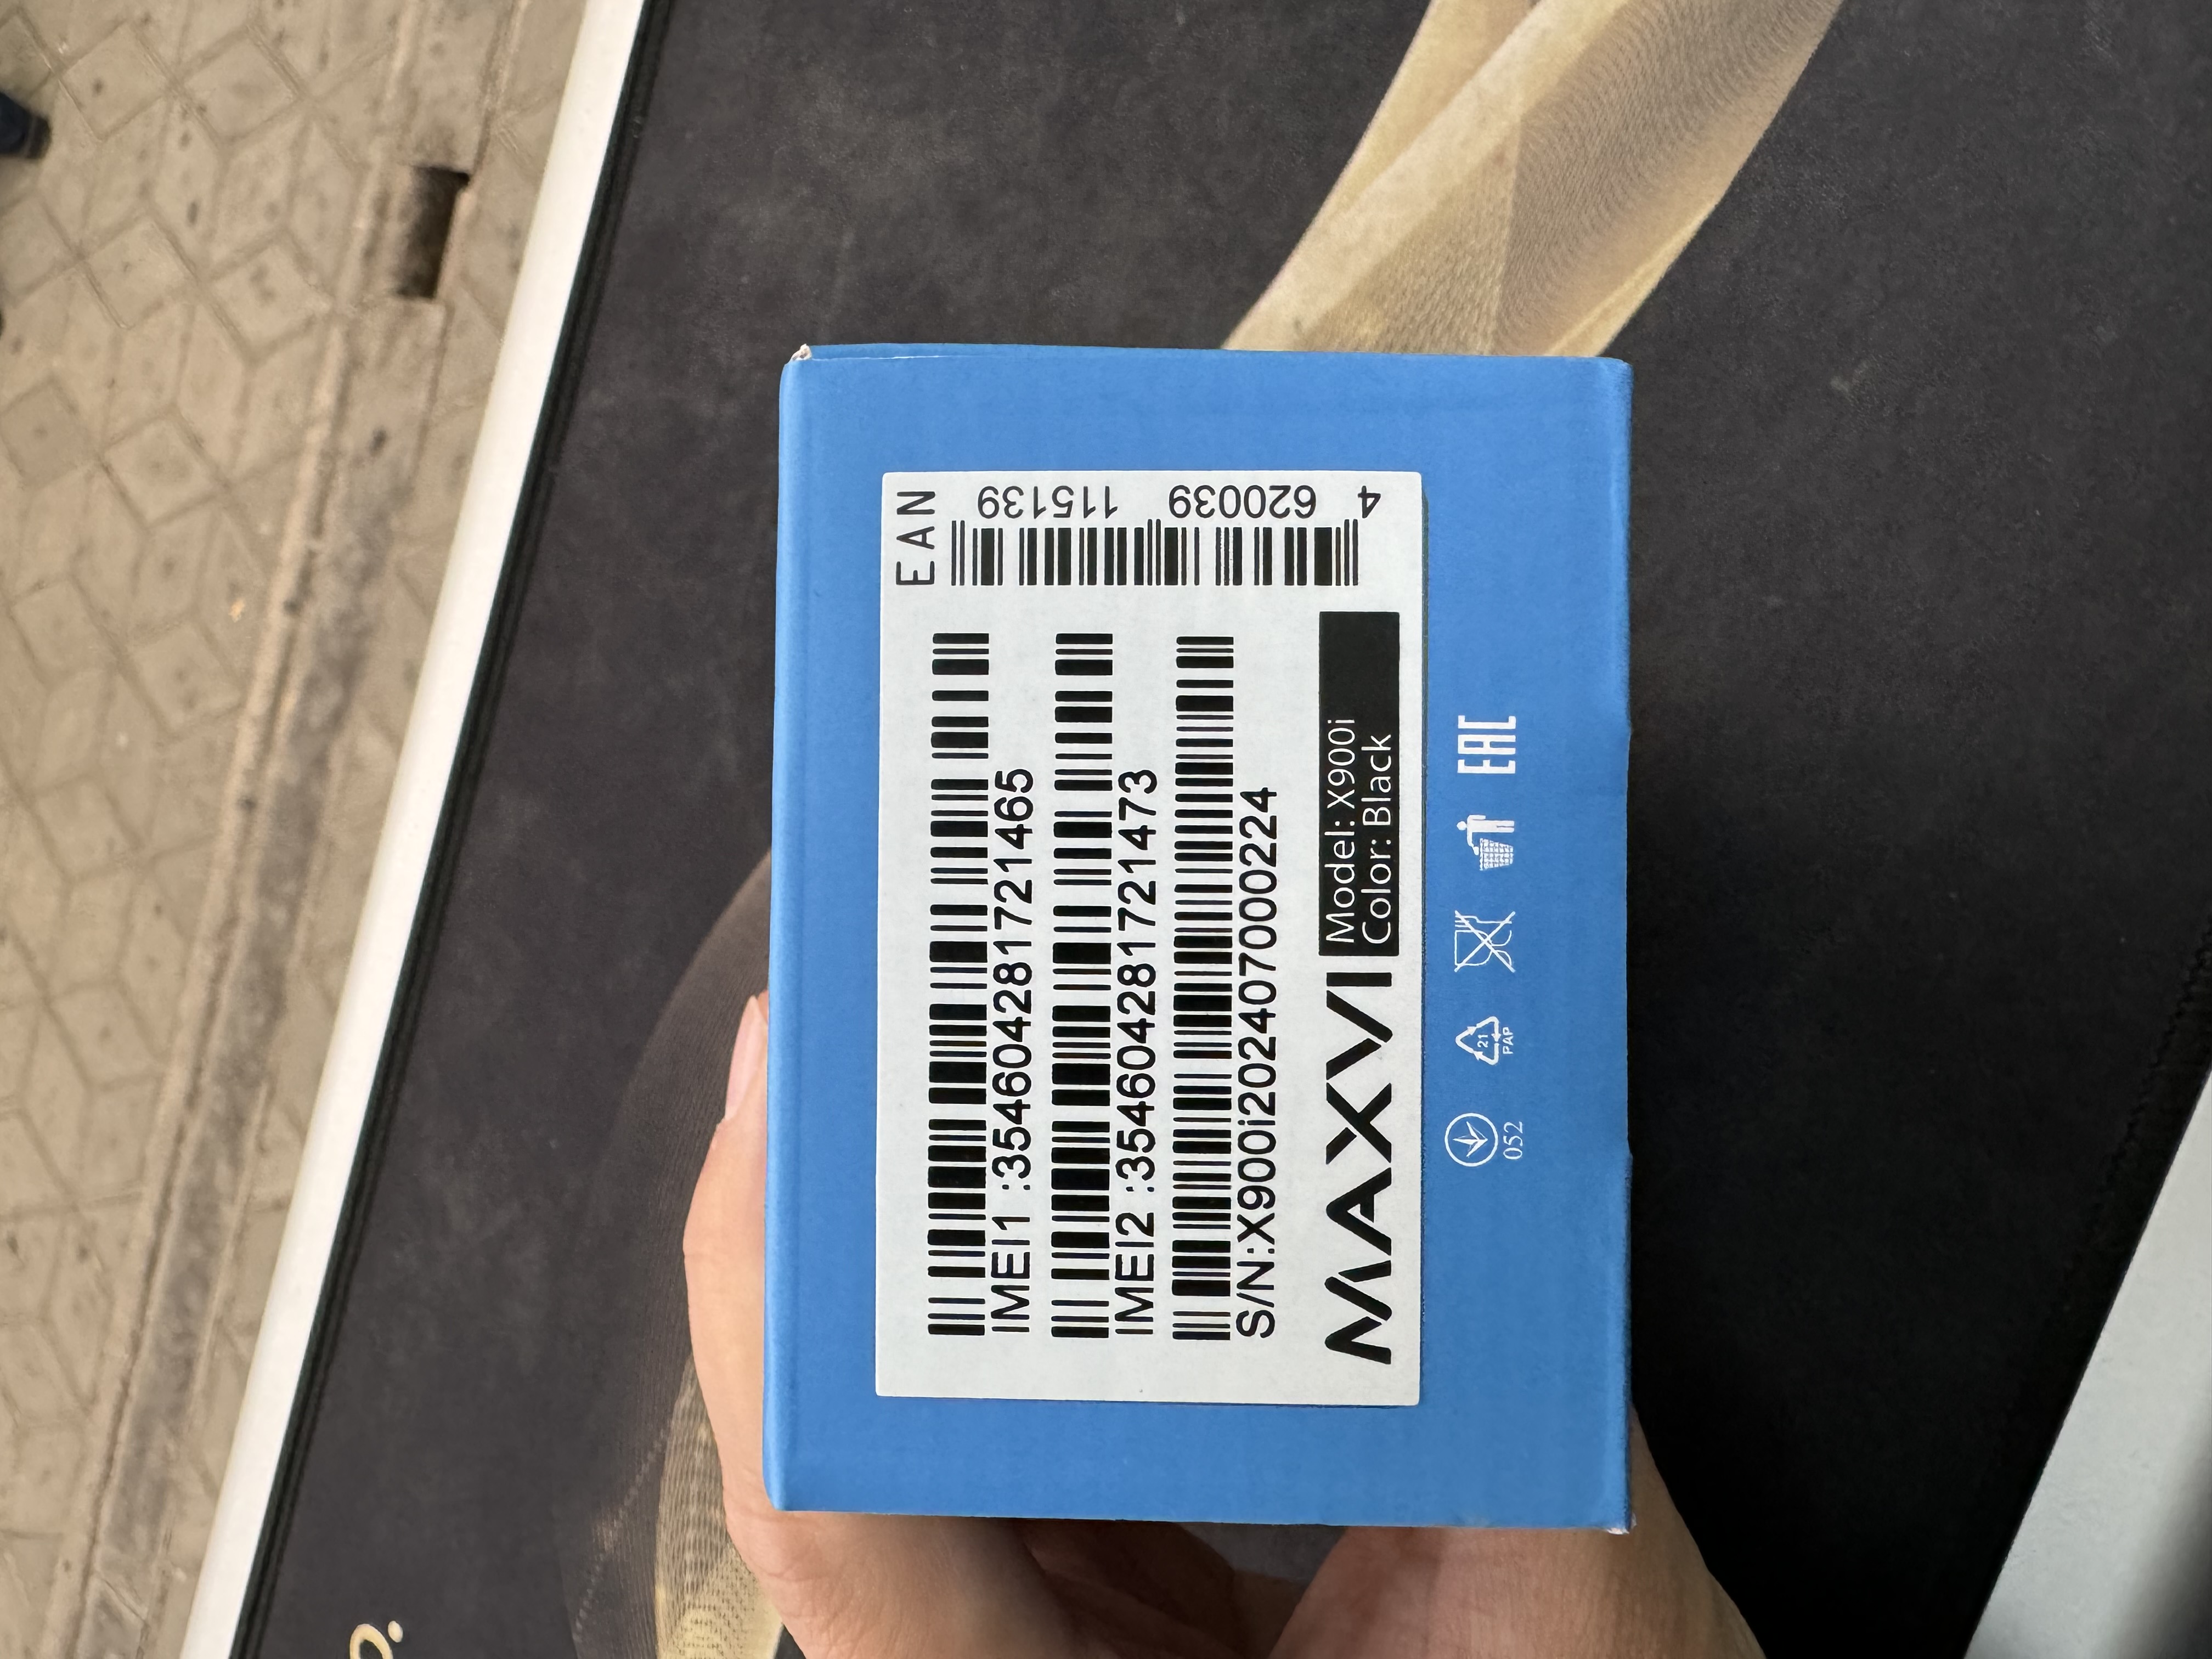 IMEI1 :354604281721465
IMEI2 :354604281721473
S/N:X900i202407000224
MAXVI
Model: X900i
Color: Black
EAN
4 620039 115139
052
21
PAP
EAC
o.